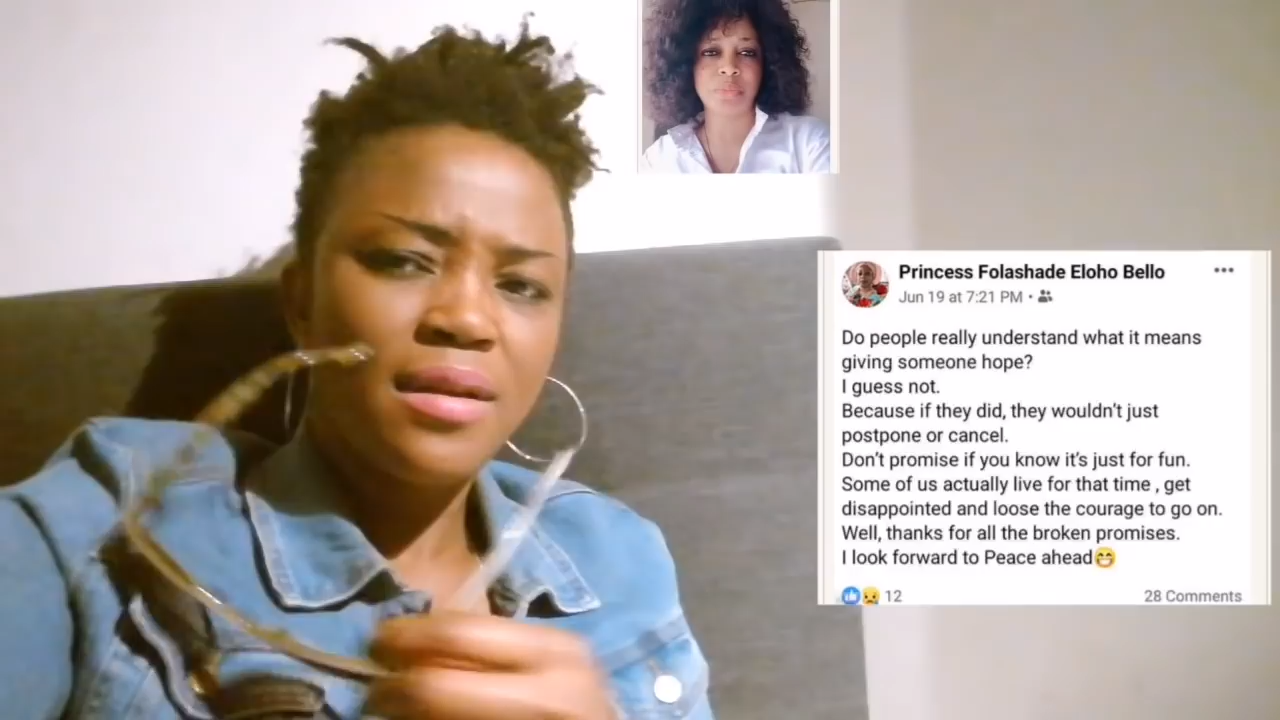 Princess Folashade Eloho Bello
Jun 19 at 7:21 PM •
Do people really understand what it means
giving someone hope?
I guess not.
Because if they did, they wouldn't just
postpone or cancel.
Don't promise if you know it's just for fun.
Some of us actually live for that time , get
disappointed and loose the courage to go on.
Well, thanks for all the broken promises.
I look forward to Peace ahead😁
12
28 Comments